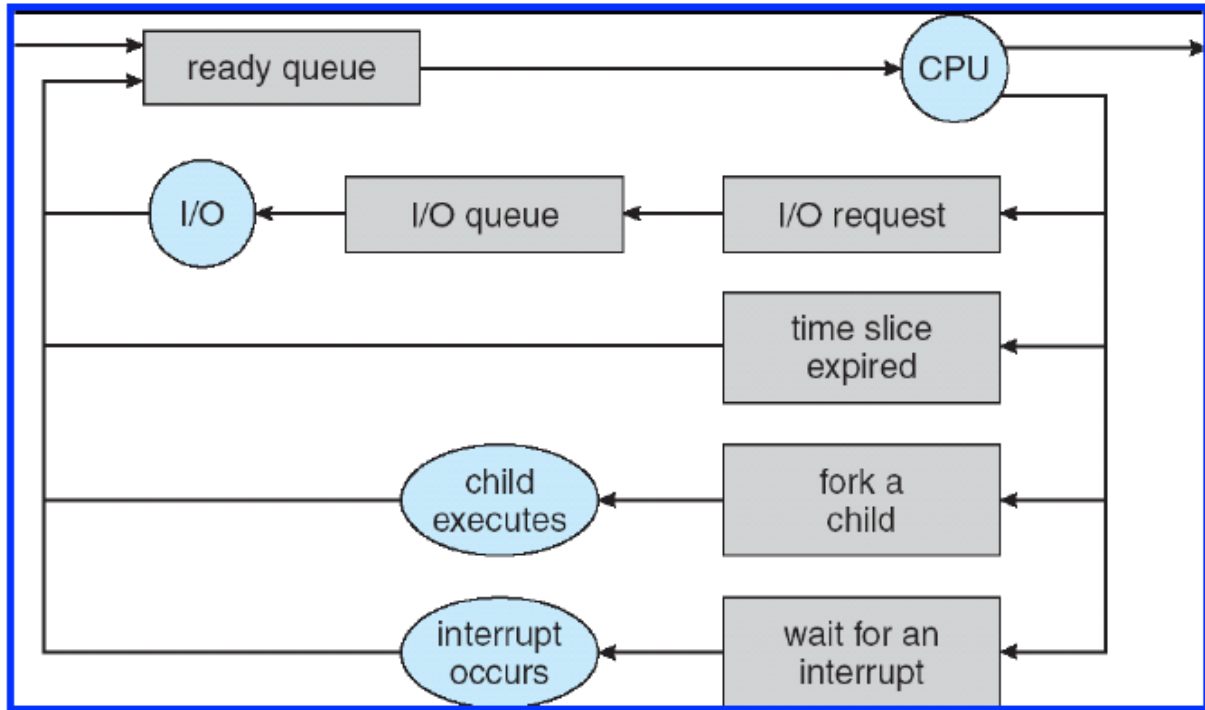 ready queue
CPU
I/O
I/O queue
I/O request
time slice
expired
child
executes
fork a
child
interrupt
occurs
wait for an
interrupt